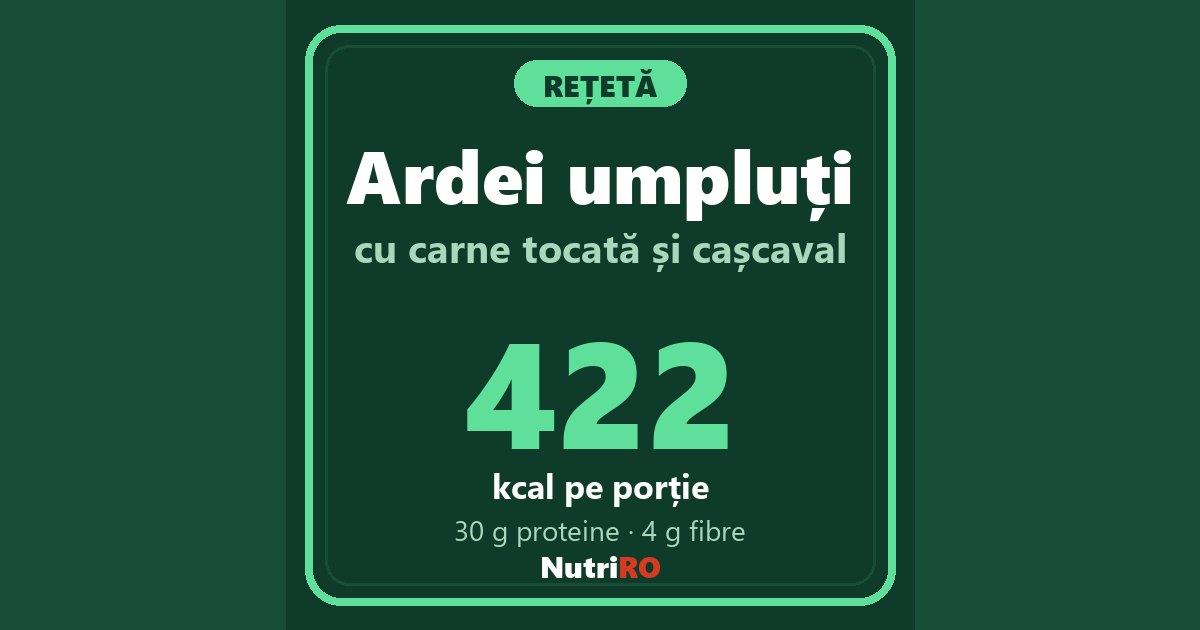 REȚETĂ
Ardei umpluți
cu carne tocată și cașcaval
422
kcal pe porție
30 g proteine · 4 g fibre
NutriRO